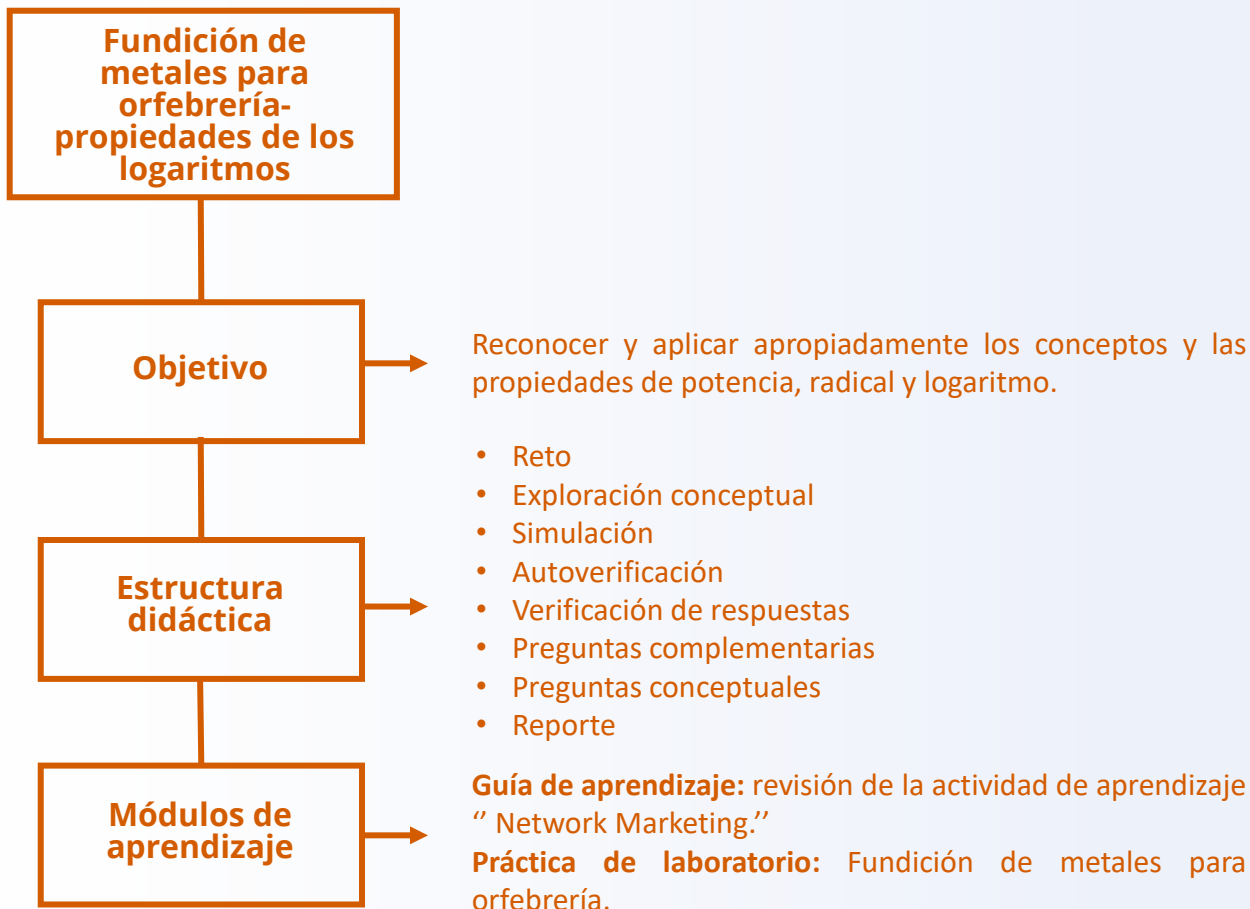 Fundición de
metales para
orfebrería-
propiedades de los
logaritmos
Objetivo
Reconocer y aplicar apropiadamente los conceptos y las
propiedades de potencia, radical y logaritmo.
Estructura
didáctica
• Reto
• Exploración conceptual
• Simulación
• Autoverificación
• Verificación de respuestas
• Preguntas complementarias
• Preguntas conceptuales
• Reporte
Módulos de
aprendizaje
Guía de aprendizaje: revisión de la actividad de aprendizaje
‘’ Network Marketing.’’
Práctica de laboratorio: Fundición de metales para
orfebrería.